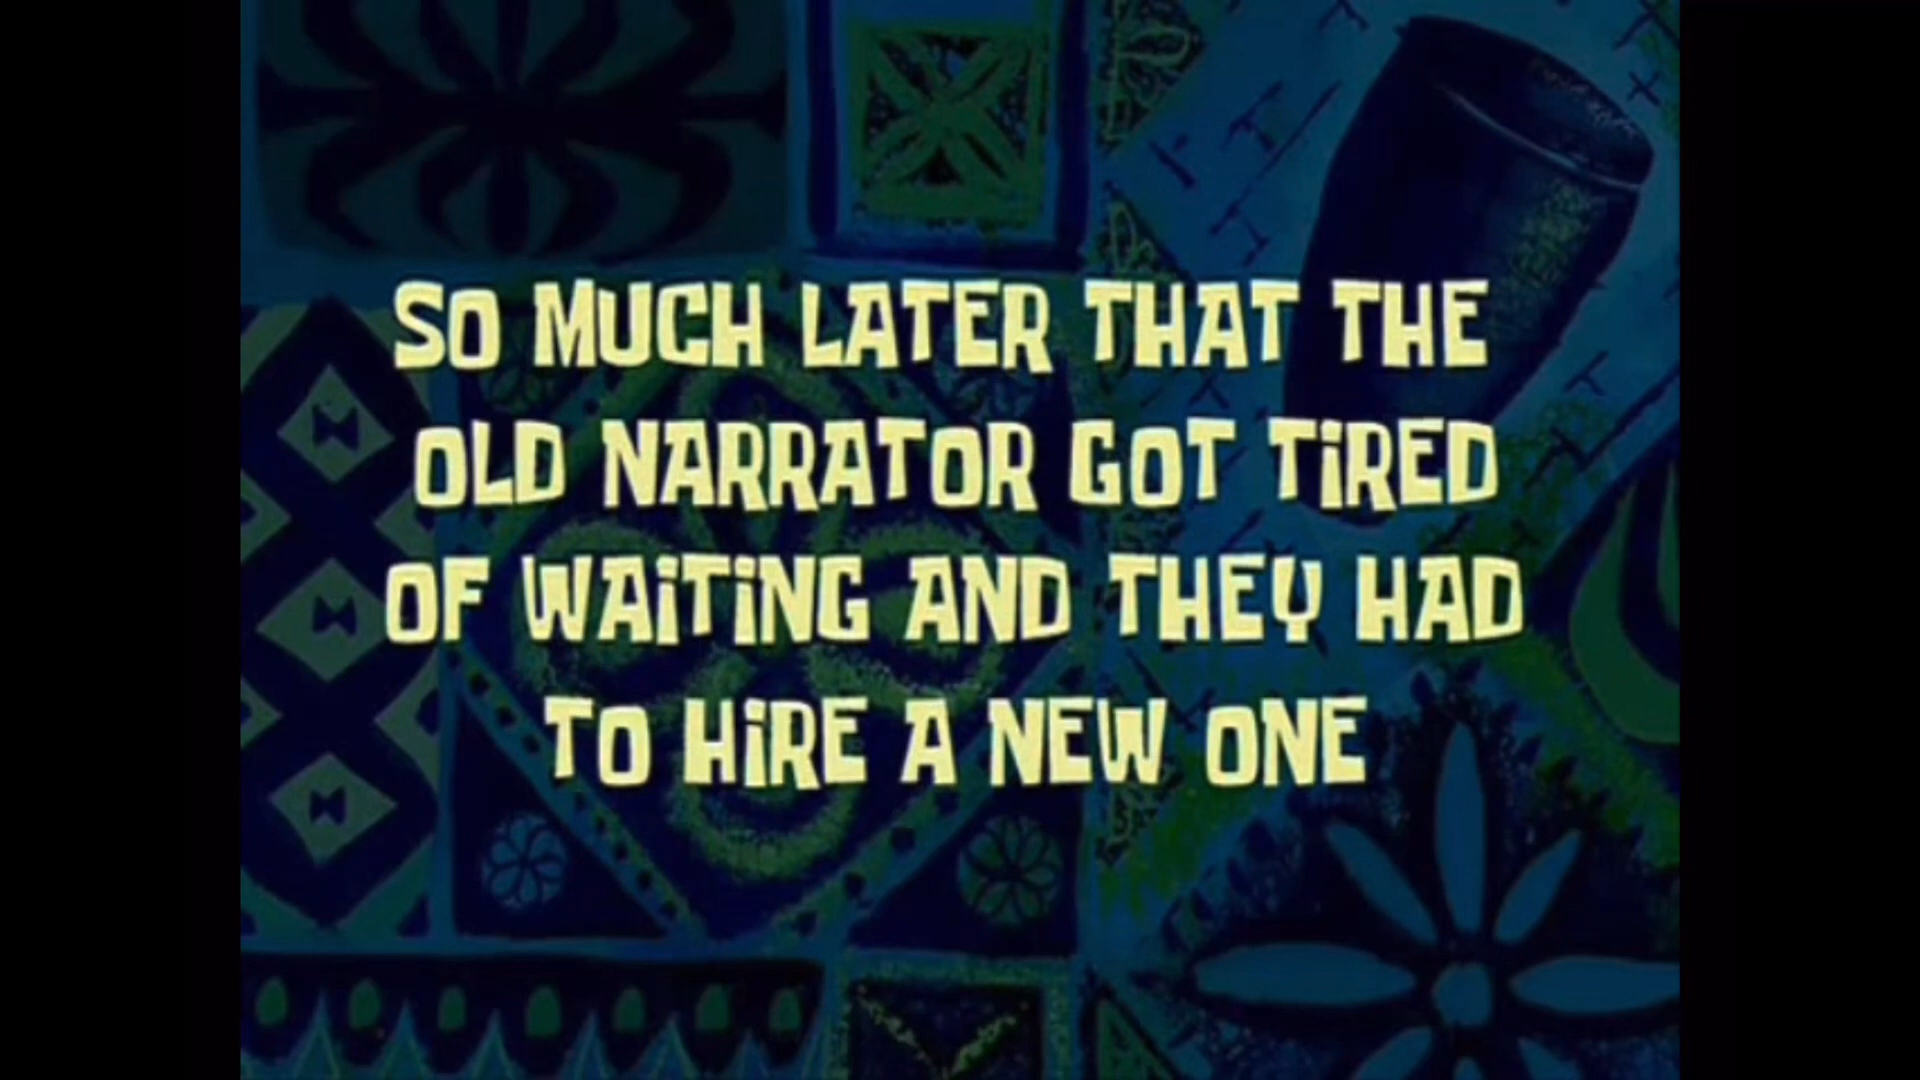 SO MUCH LATER THAT THE
OLD NARRATOR GOT TiRED
OF WAiTiNG AND THEY HAD
TO HiRE A NEW ONE